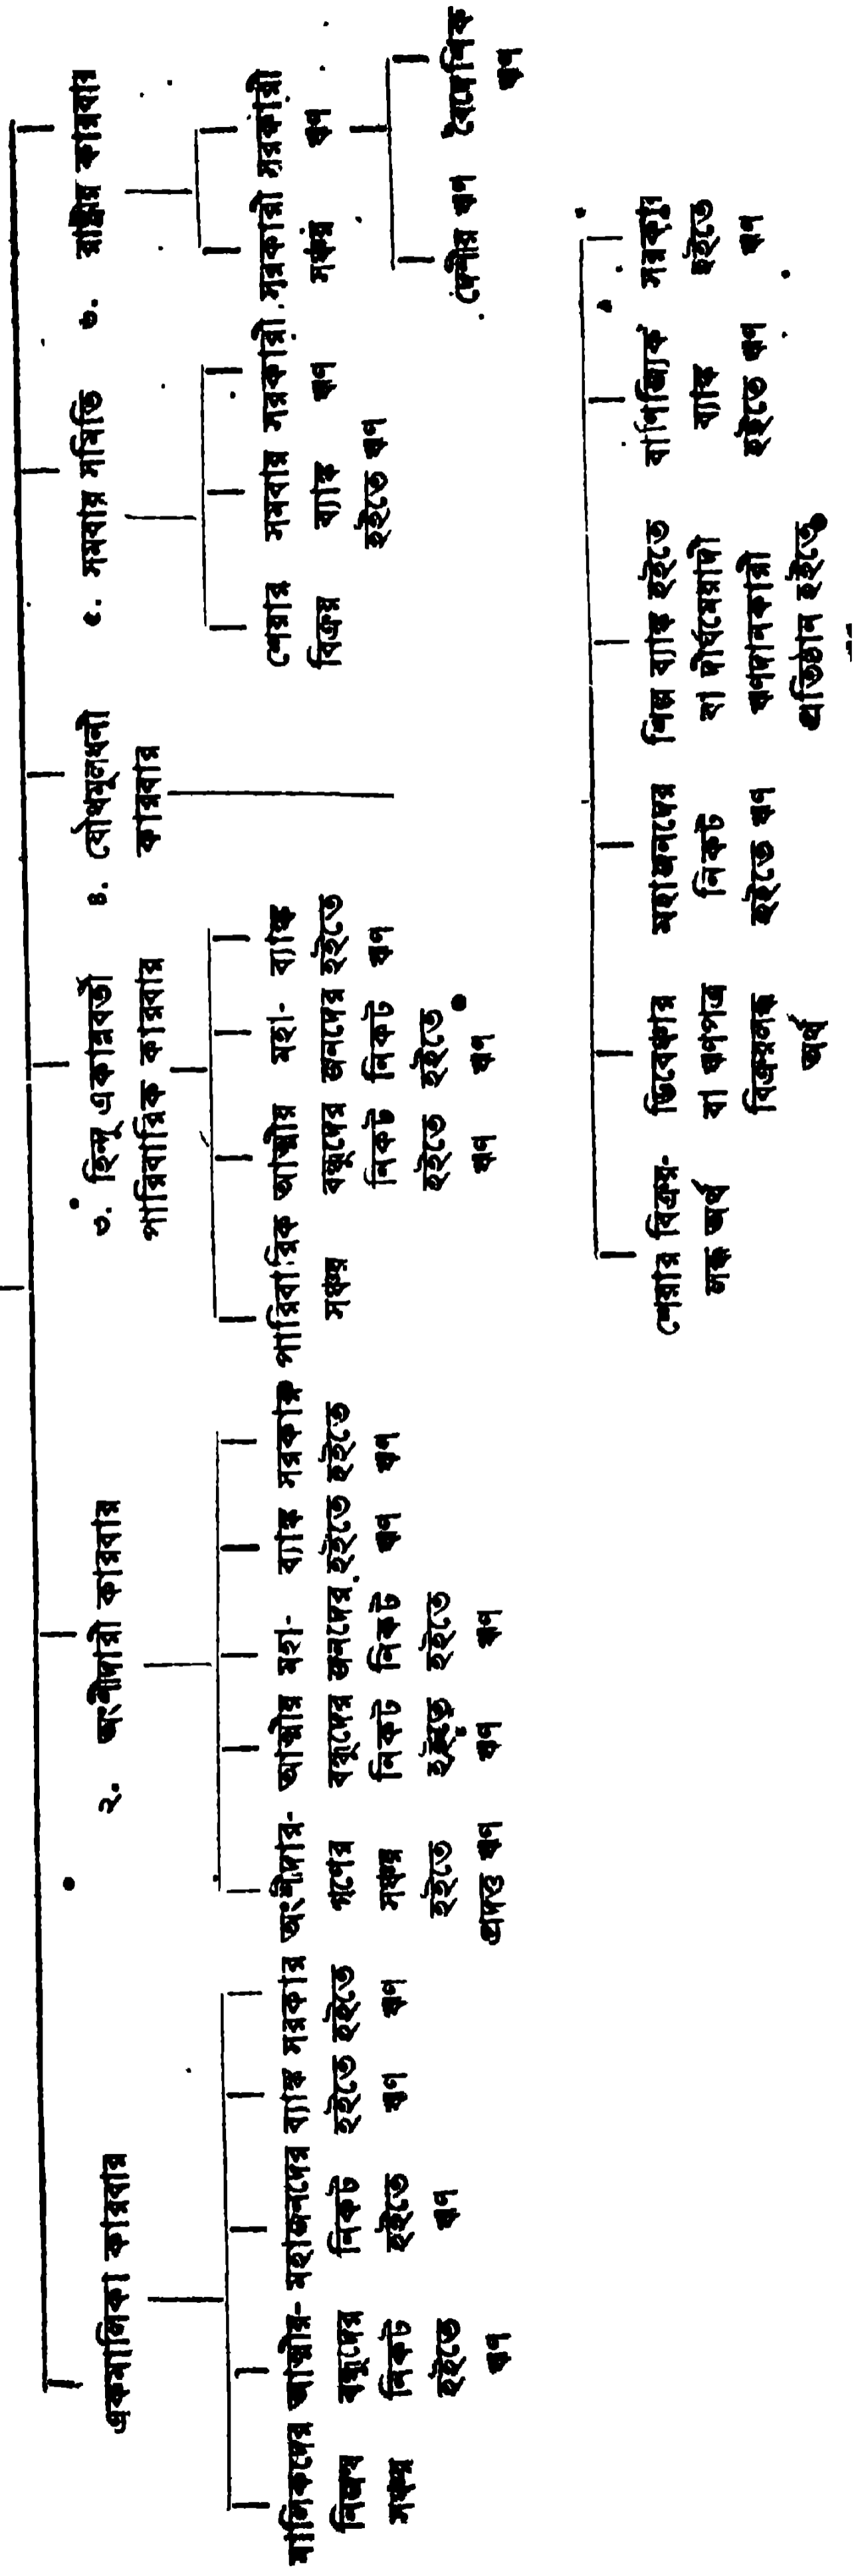 একমালিকা কারবার
২. অংশীদারী কারবার
৩. হিন্দু একান্নবর্তী
পারিবারিক কারবার
৪. যৌথমূলধনী
কারবার
৫. সমবায় সমিতি
৬. রাষ্ট্রীয় কারবার
মালিকদের
নিজস্ব
সঞ্চয়
আত্মীয়-
বন্ধুদের
নিকট
হইতে
ঋণ
মহাজনদের
নিকট
হইতে
ঋণ
ব্যাঙ্ক
হইতে
ঋণ
সরকার
হইতে
ঋণ
অংশীদার-
গণের
সঞ্চয়
হইতে
প্রদত্ত ঋণ
আত্মীয়
বন্ধুদের
নিকট
হইতে
ঋণ
মহা-
জনদের
নিকট
হইতে
ঋণ
ব্যাঙ্ক
হইতে
ঋণ
সরকার
হইতে
ঋণ
পারিবারিক
সঞ্চয়
আত্মীয়
বন্ধুদের
নিকট
হইতে
ঋণ
মহা-
জনদের
নিকট
হইতে
ঋণ
ব্যাঙ্ক
হইতে
ঋণ
শেয়ার
বিক্রয়
সমবায়
ব্যাঙ্ক
হইতে ঋণ
সরকারী
ঋণ
সরকারী
সঞ্চয়
সরকারী
ঋণ
দেশীয় ঋণ
বৈদেশিক
ঋণ
শেয়ার বিক্রয়-
লব্ধ অর্থ
ডিবেঞ্চার
বা ঋণপত্র
বিক্রয়লব্ধ
অর্থ
মহাজনদের
নিকট
হইতে ঋণ
শিল্প ব্যাঙ্ক হইতে
বা দীর্ঘমেয়াদী
ঋণদানকারী
প্রতিষ্ঠান হইতে
বাণিজ্যিক
ব্যাঙ্ক
হইতে ঋণ
সরকার
হইতে
ঋণ